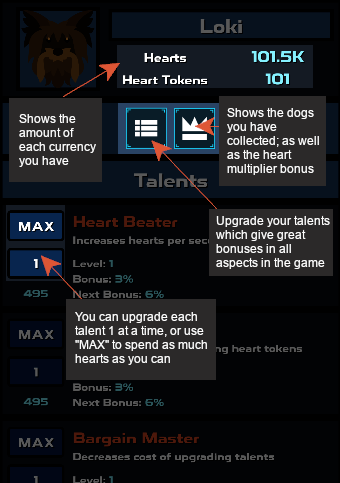 Loki
Hearts 101.5K
Heart Tokens 101
Shows the
amount of
each currency
you have
Shows the dogs
you have
collected; as well
as the heart
multiplier bonus
Talents
Upgrade your talents
which give great
bonuses in all
aspects in the game
MAX
Heart Beater
Increases hearts per
1
Level: 1
Bonus: 3%
495
Next Bonus: 6%
You can upgrade each
talent 1 at a time, or use
"MAX" to spend as much
hearts as you can
MAX
heart tokens
1
Bonus: 3%
495
Next Bonus: 6%
MAX
Bargain Master
Decreases cost of upgrading talents
1
Level: 1